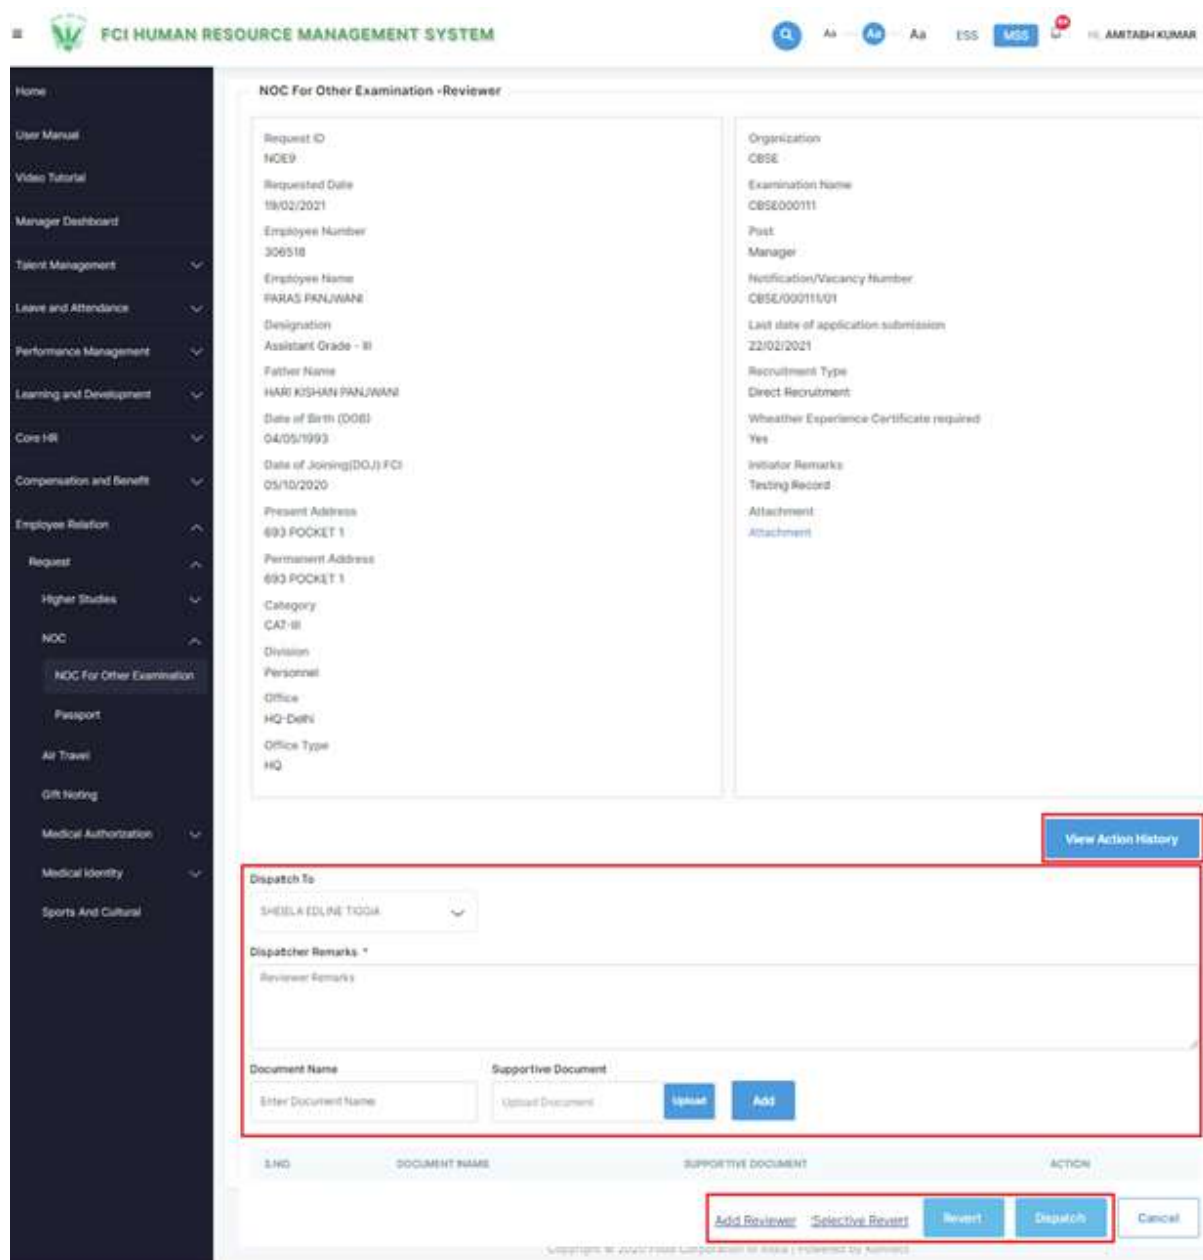 FCI HUMAN RESOURCE MANAGEMENT SYSTEM
Aa Aa Aa ESS MSS AMITABH KUMAR
Home
User Manual
Video Tutorial
Manager Dashboard
Talent Management
Leave and Attendance
Performance Management
Learning and Development
Core HR
Compensation and Benefit
Employee Relation
Request
Higher Studies
NOC
NOC For Other Examination
Passport
Air Travel
Gift Noting
Medical Authorization
Medical Identity
Sports And Cultural
NOC For Other Examination -Reviewer
Request ID
NOE9
Requested Date
19/02/2021
Employee Number
306518
Employee Name
PARAS PANJWANI
Designation
Assistant Grade - III
Father Name
HARI KISHAN PANJWANI
Date of Birth (DOB)
04/05/1993
Date of Joining(DOJ) FCI
05/10/2020
Present Address
693 POCKET 1
Permanent Address
693 POCKET 1
Category
CAT-III
Division
Personnel
Office
HQ-Delhi
Office Type
HQ
Organization
CBSE
Examination Name
CBSE000111
Post
Manager
Notification/Vacancy Number
CBSE/000111/01
Last date of application submission
22/02/2021
Recruitment Type
Direct Recruitment
Wheather Experience Certificate required
Yes
Initiator Remarks
Testing Record
Attachment
Attachment
View Action History
Dispatch To
SHEELA EDLINE TIGGA
Dispatcher Remarks *
Reviewer Remarks
Document Name Supportive Document
Enter Document Name Upload Document Upload Add
S.NO DOCUMENT NAME SUPPORTIVE DOCUMENT ACTION
Add Reviewer Selective Revert Revert Dispatch Cancel
Copyright © 2020 Food Corporation of India | Powered by